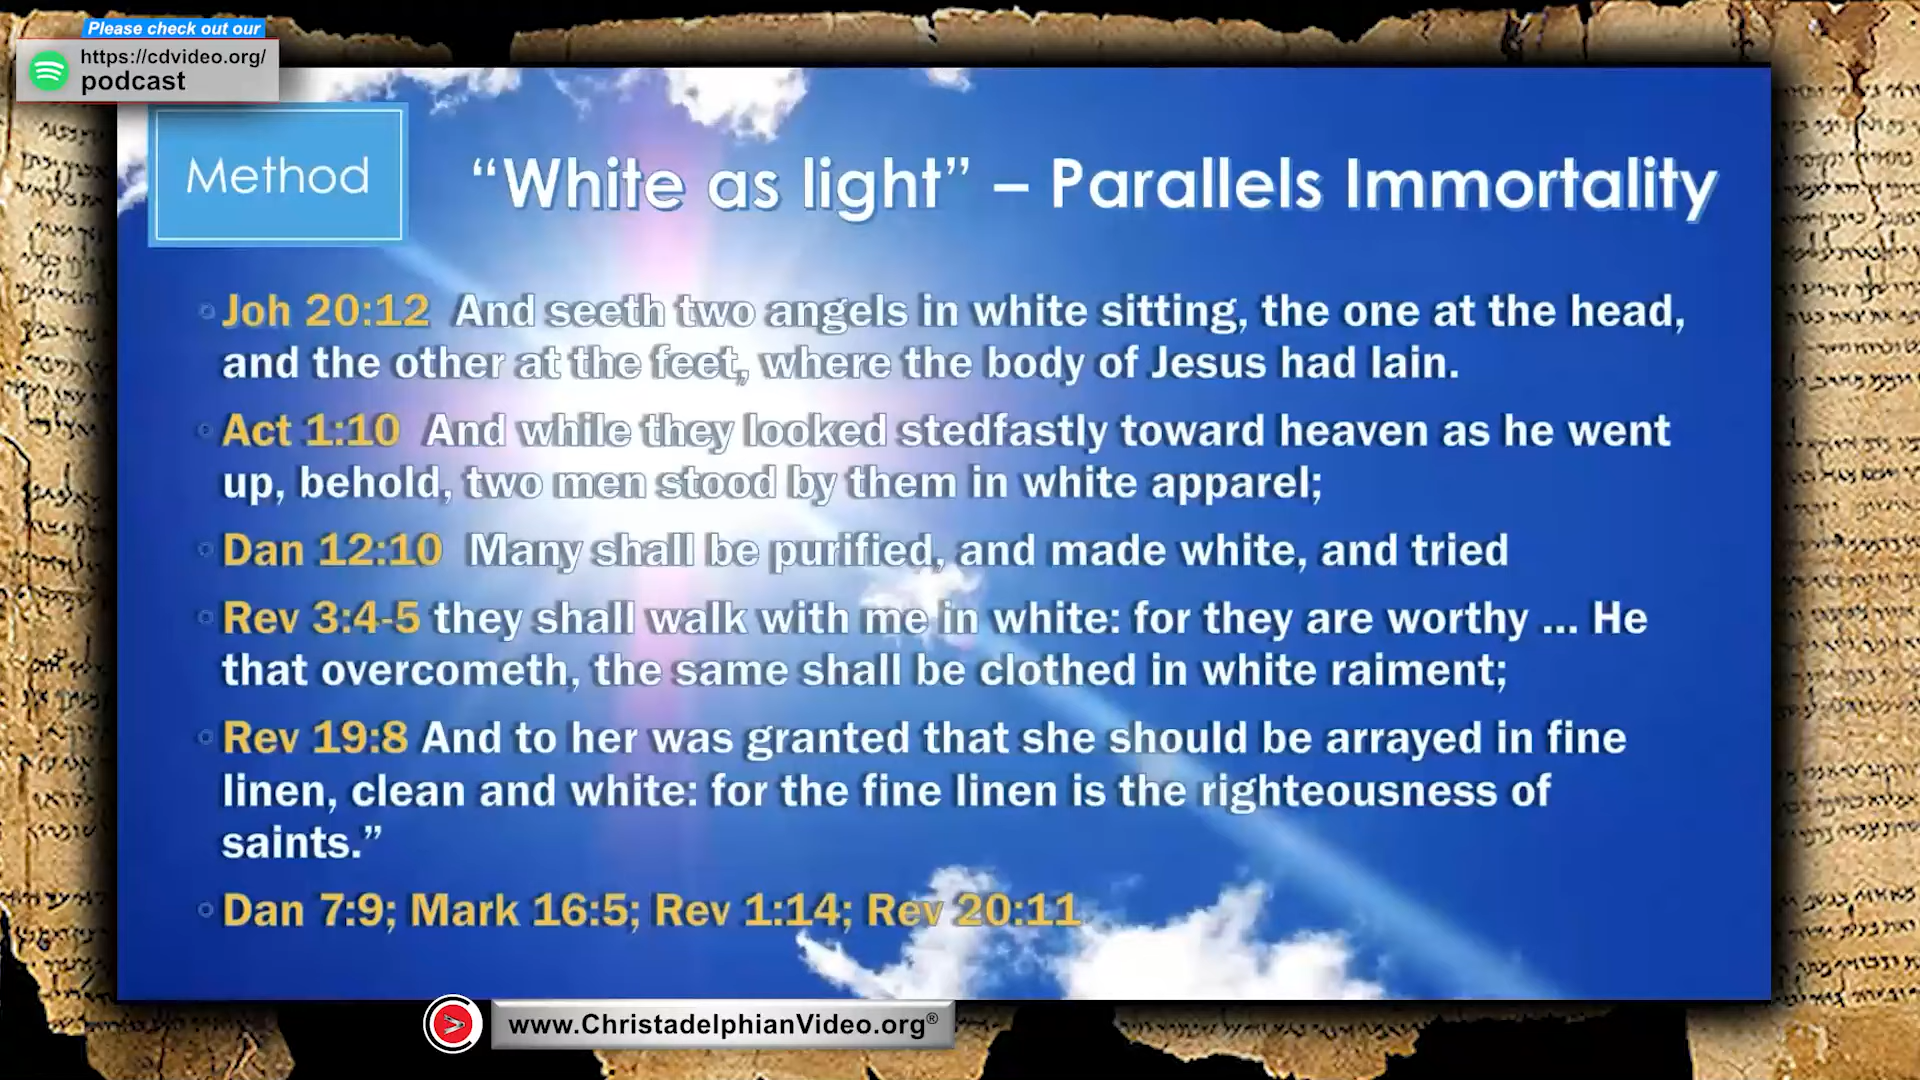 Please check out our
https://cdvideo.org/
podcast
Method
“White as light” – Parallels Immortality
Joh 20:12 And seeth two angels in white sitting, the one at the head,
and the other at the feet, where the body of Jesus had lain.
Act 1:10 And while they looked stedfastly toward heaven as he went
up, behold, two men stood by them in white apparel;
Dan 12:10 Many shall be purified, and made white, and tried
Rev 3:4-5 they shall walk with me in white: for they are worthy ... He
that overcometh, the same shall be clothed in white raiment;
Rev 19:8 And to her was granted that she should be arrayed in fine
linen, clean and white: for the fine linen is the righteousness of
saints.”
Dan 7:9; Mark 16:5; Rev 1:14; Rev 20:11
www.ChristadelphianVideo.org®